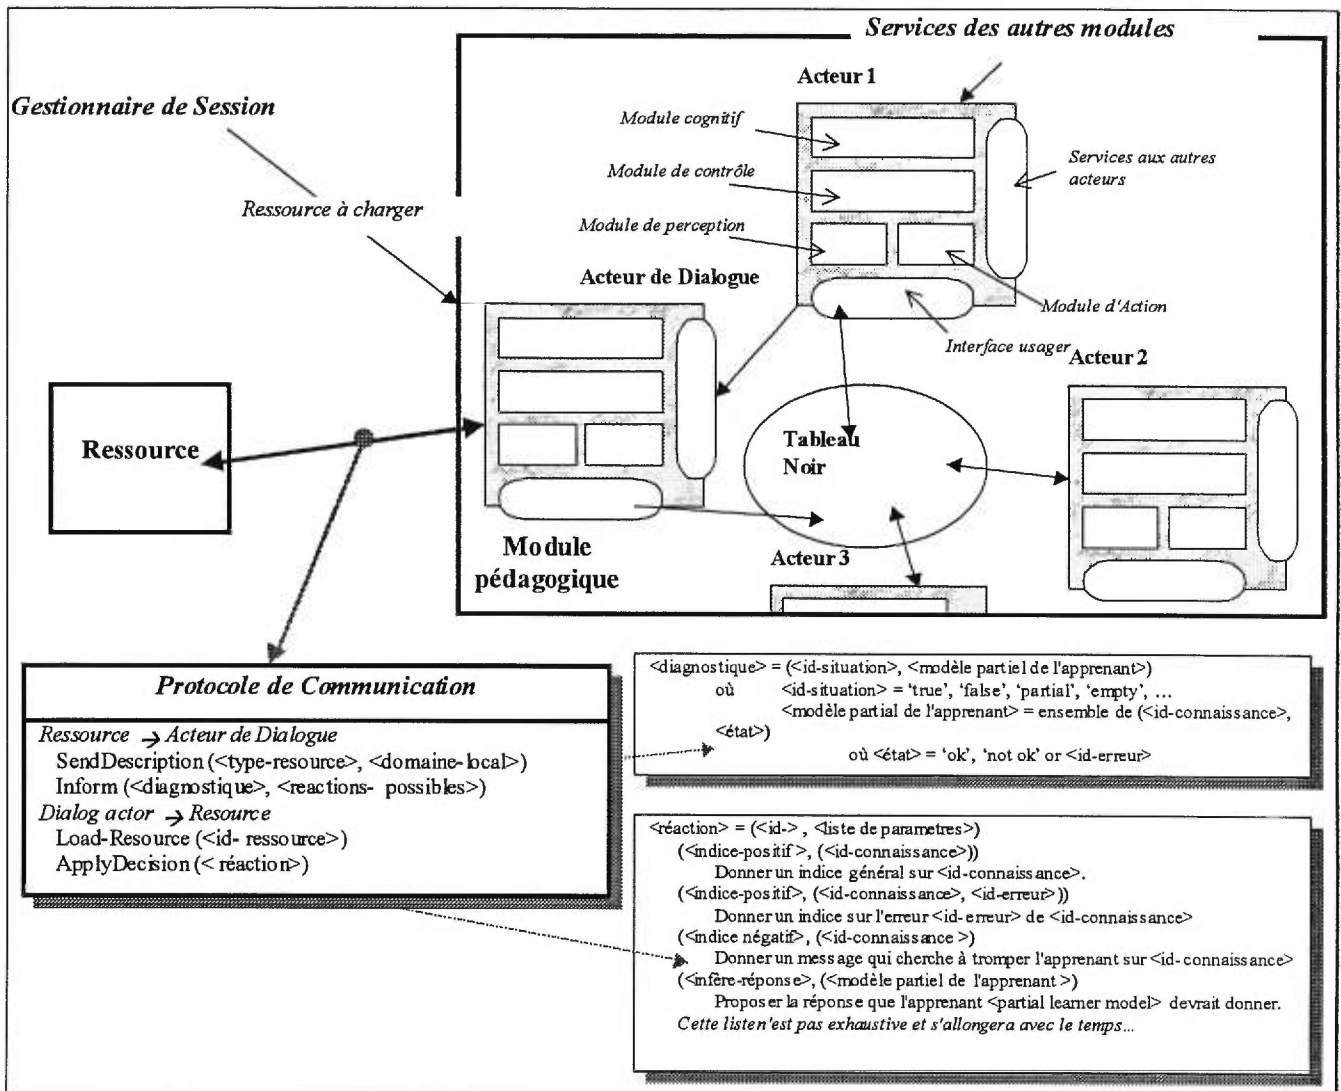 Services des autres modules
Acteur 1
Gestionnaire de Session
Module cognitif
Services aux autres
acteurs
Module de contrôle
Ressource à charger
Module de perception
Acteur de Dialogue
Module d'Action
Interface usager
Acteur 2
Ressource
Tableau
Noir
Module
pédagogique
Acteur 3
Protocole de Communication
Ressource → Acteur de Dialogue
SendDescription (<type-resource>, <domaine-local>)
Inform (<diagnostique>, <reactions- possibles>)
Dialog actor → Resource
Load-Resource (<id- ressource>)
ApplyDecision (< réaction>)
<diagnostique> = (<id-situation>, <modèle partiel de l'apprenant>)
où <id-situation> = ‘true’, ‘false’, ‘partial’, ‘empty’, …
<modèle partial de l'apprenant> = ensemble de (<id-connaissance>,
<état>)
où <état> = ‘ok’, ‘not ok’ or <id-erreur>
<réaction> = (<id-> , <liste de parametres>)
(<indice-positif>, (<id-connaissance>))
Donner un indice général sur <id-connaissance>.
(<indice-positif>, (<id-connaissance>, <id-erreur>))
Donner un indice sur l'erreur <id-erreur> de <id-connaissance>
(<indice négatif>, (<id-connaissance >)
Donner un message qui cherche à tromper l'apprenant sur <id- connaissance>
(<infère-réponse>, (<modèle partiel de l'apprenant >)
Proposer la réponse que l'apprenant <partial learner model> devrait donner.
Cette listen'est pas exhaustive et s'allongera avec le temps…